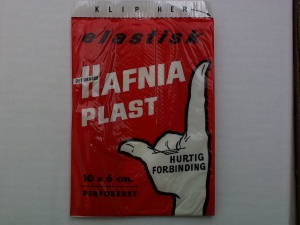 KLIP HER
elastisk
HAFNIA
PLAST
HURTIG
FORBINDING
10 x 6 cm.
PERFORERET